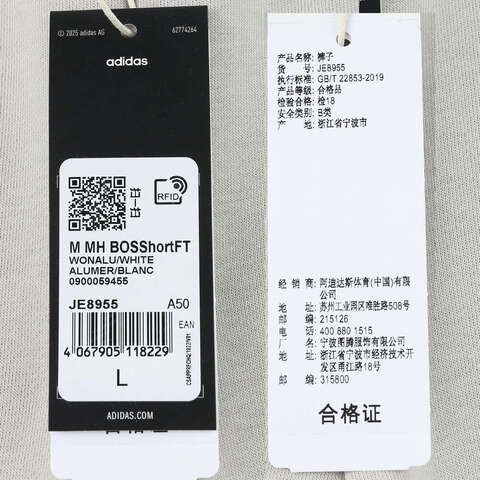 © 2025 adidas AG
62774264
adidas
RFID
M MH BOSShortFT
WONALU/WHITE
ALUMER/BLANC
0900059455
JE8955
A50
EAN
4 067905 118229
L
ADIDAS.COM
合格证
产品名称: 裤子
货 号: JE8955
执行标准: GB/T 22853-2019
产品等级: 合格品
检验合格: 检18
安全类别: B类
产 地: 浙江省宁波市
经 销 商: 阿迪达斯体育(中国)有限
公司
地 址: 苏州工业园区唯胜路508号
邮 编: 215126
电 话: 400 880 1515
厂 名: 宁波图腾服饰有限公司
地 址: 浙江省宁波市经济技术开
发区甬江路18号
邮 编: 315800
合格证